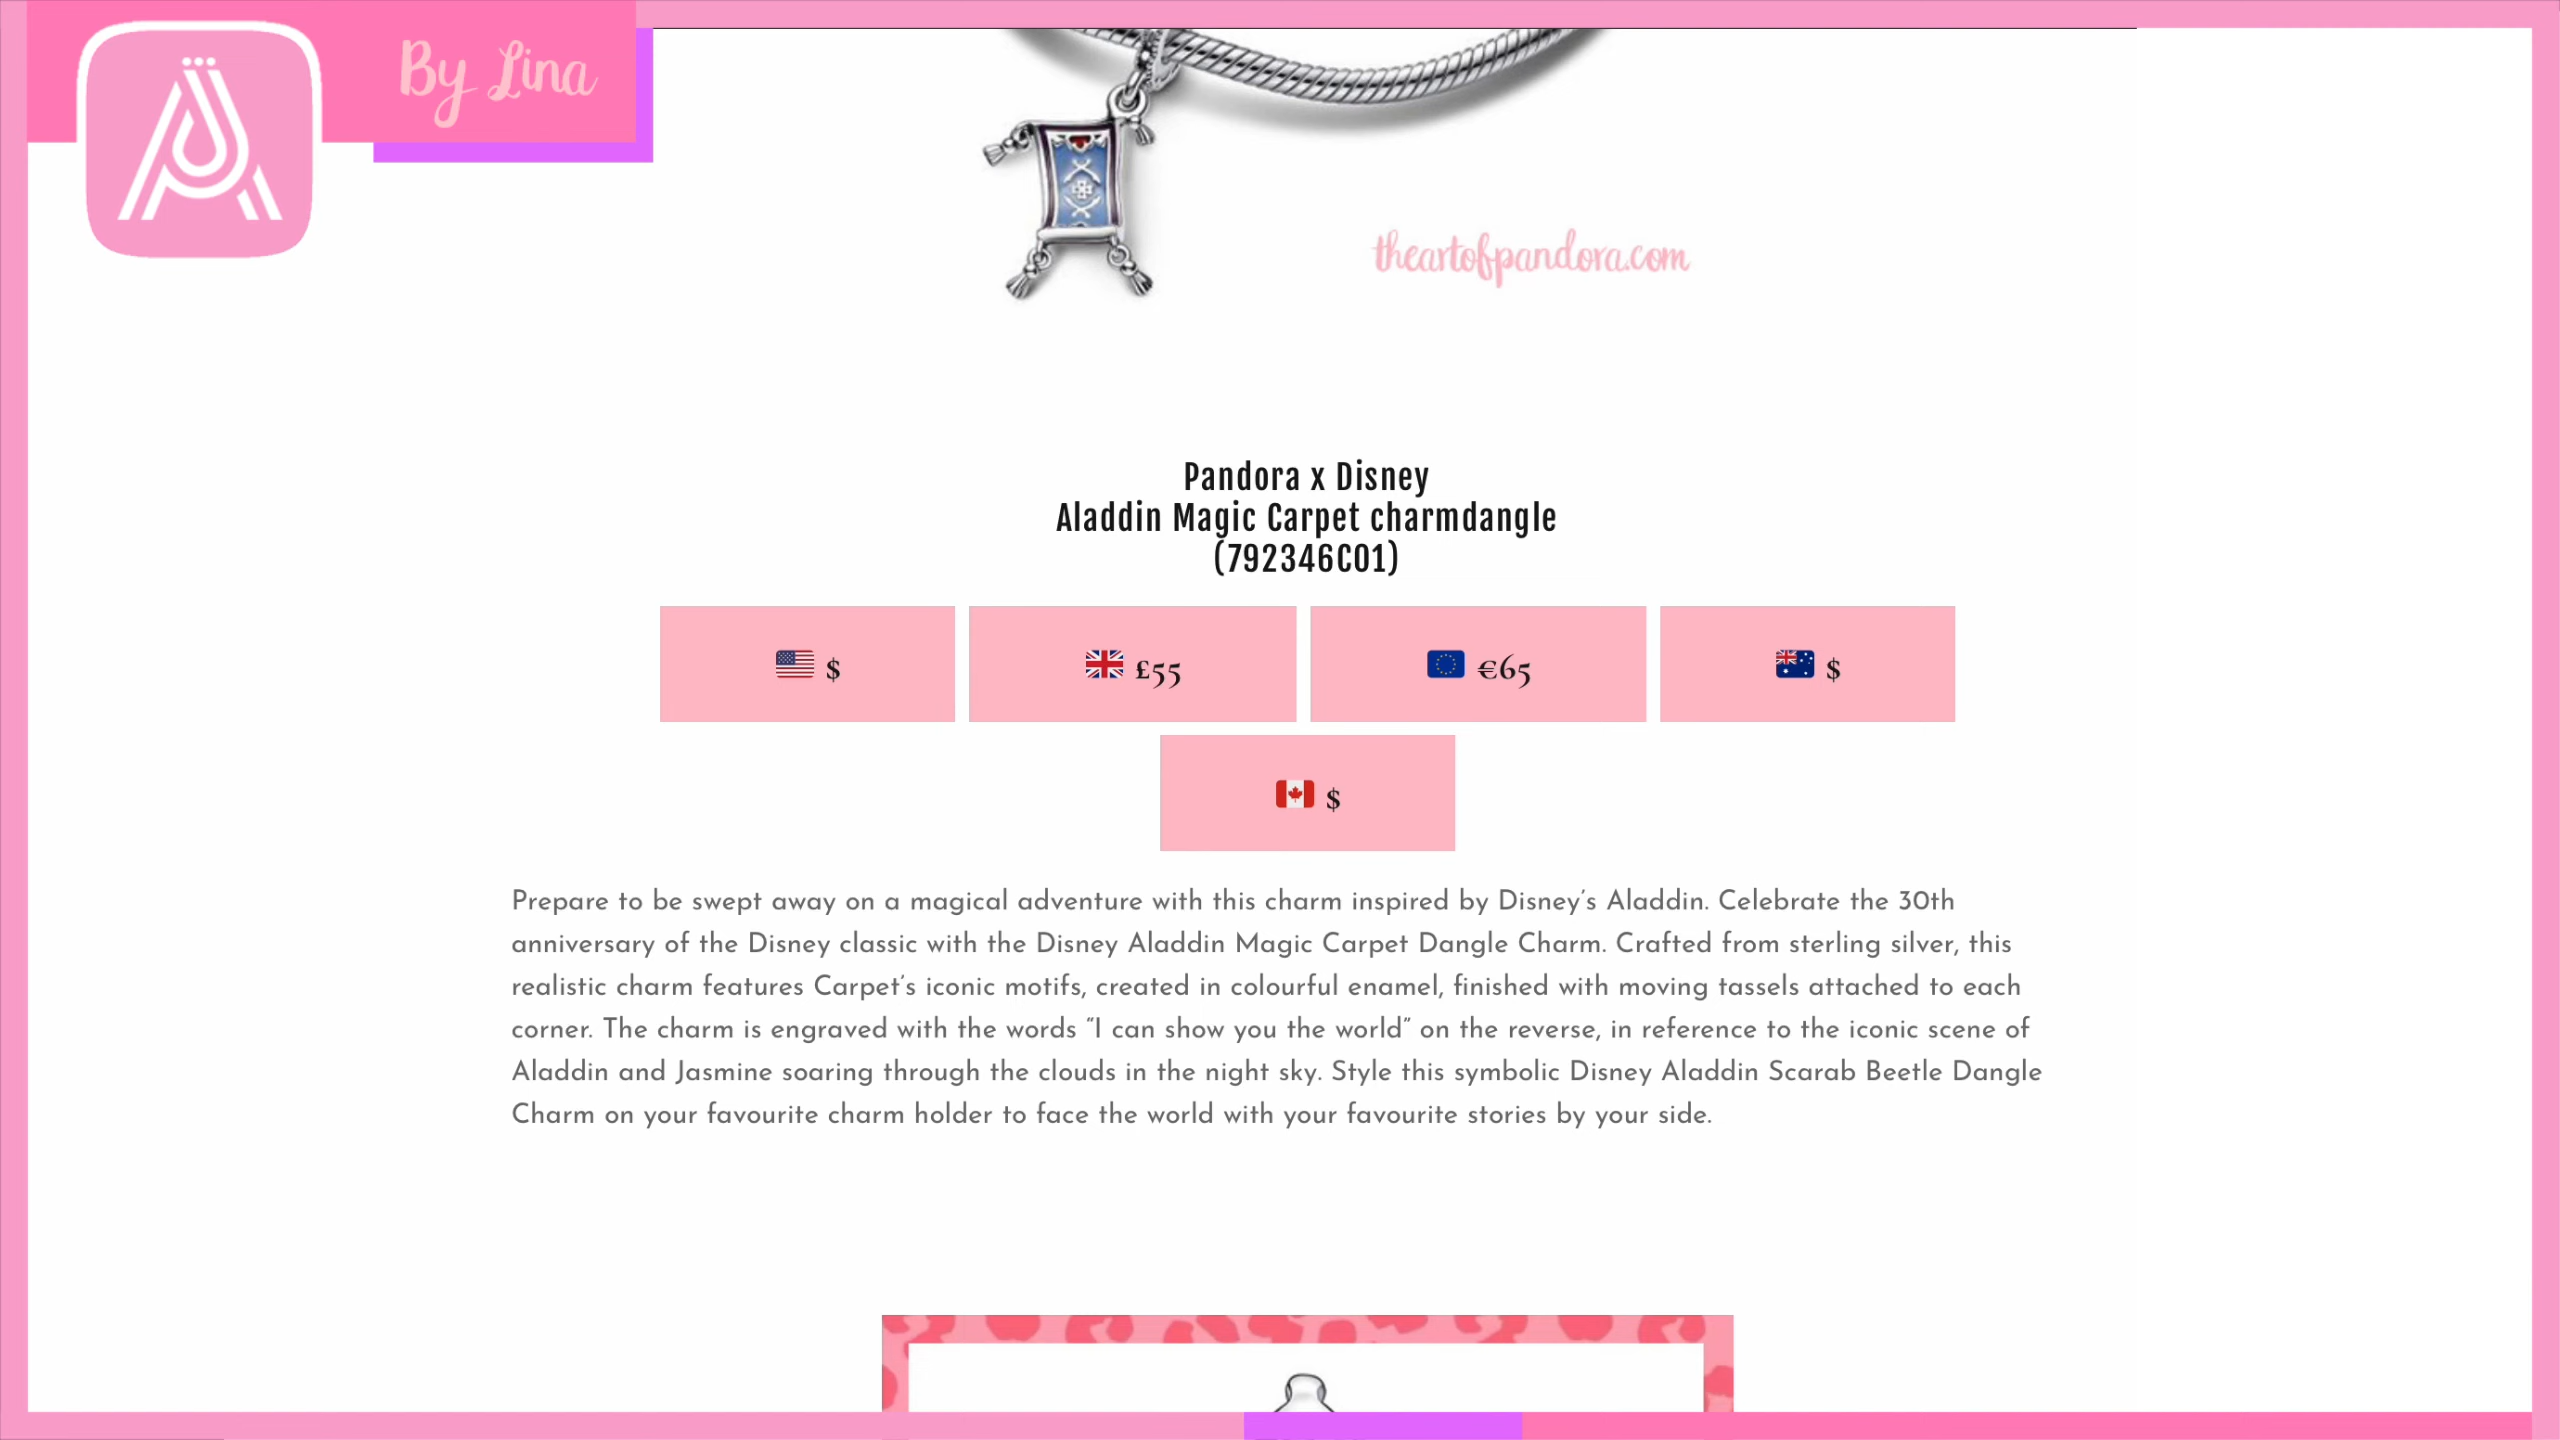 By Lina
theartofpandora.com
Pandora x Disney
Aladdin Magic Carpet charmdangle
(792346C01)
$
£55
€65
$
$
Prepare to be swept away on a magical adventure with this charm inspired by Disney’s Aladdin. Celebrate the 30th
anniversary of the Disney classic with the Disney Aladdin Magic Carpet Dangle Charm. Crafted from sterling silver, this
realistic charm features Carpet’s iconic motifs, created in colourful enamel, finished with moving tassels attached to each
corner. The charm is engraved with the words “I can show you the world” on the reverse, in reference to the iconic scene of
Aladdin and Jasmine soaring through the clouds in the night sky. Style this symbolic Disney Aladdin Scarab Beetle Dangle
Charm on your favourite charm holder to face the world with your favourite stories by your side.